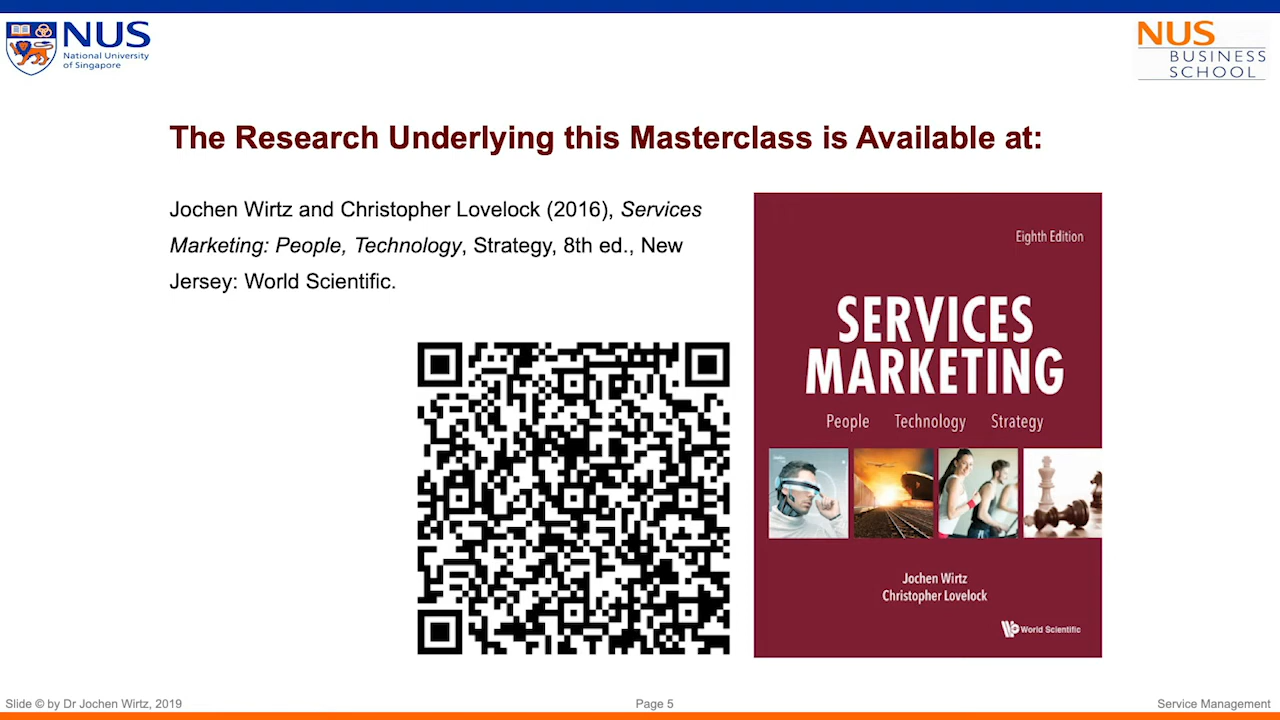 NUS
National University
of Singapore
NUS
BUSINESS
SCHOOL
The Research Underlying this Masterclass is Available at:
Jochen Wirtz and Christopher Lovelock (2016), Services
Marketing: People, Technology, Strategy, 8th ed., New
Jersey: World Scientific.
Eighth Edition
SERVICES
MARKETING
People Technology Strategy
Jochen Wirtz
Christopher Lovelock
World Scientific
Slide © by Dr Jochen Wirtz, 2019
Page 5
Service Management